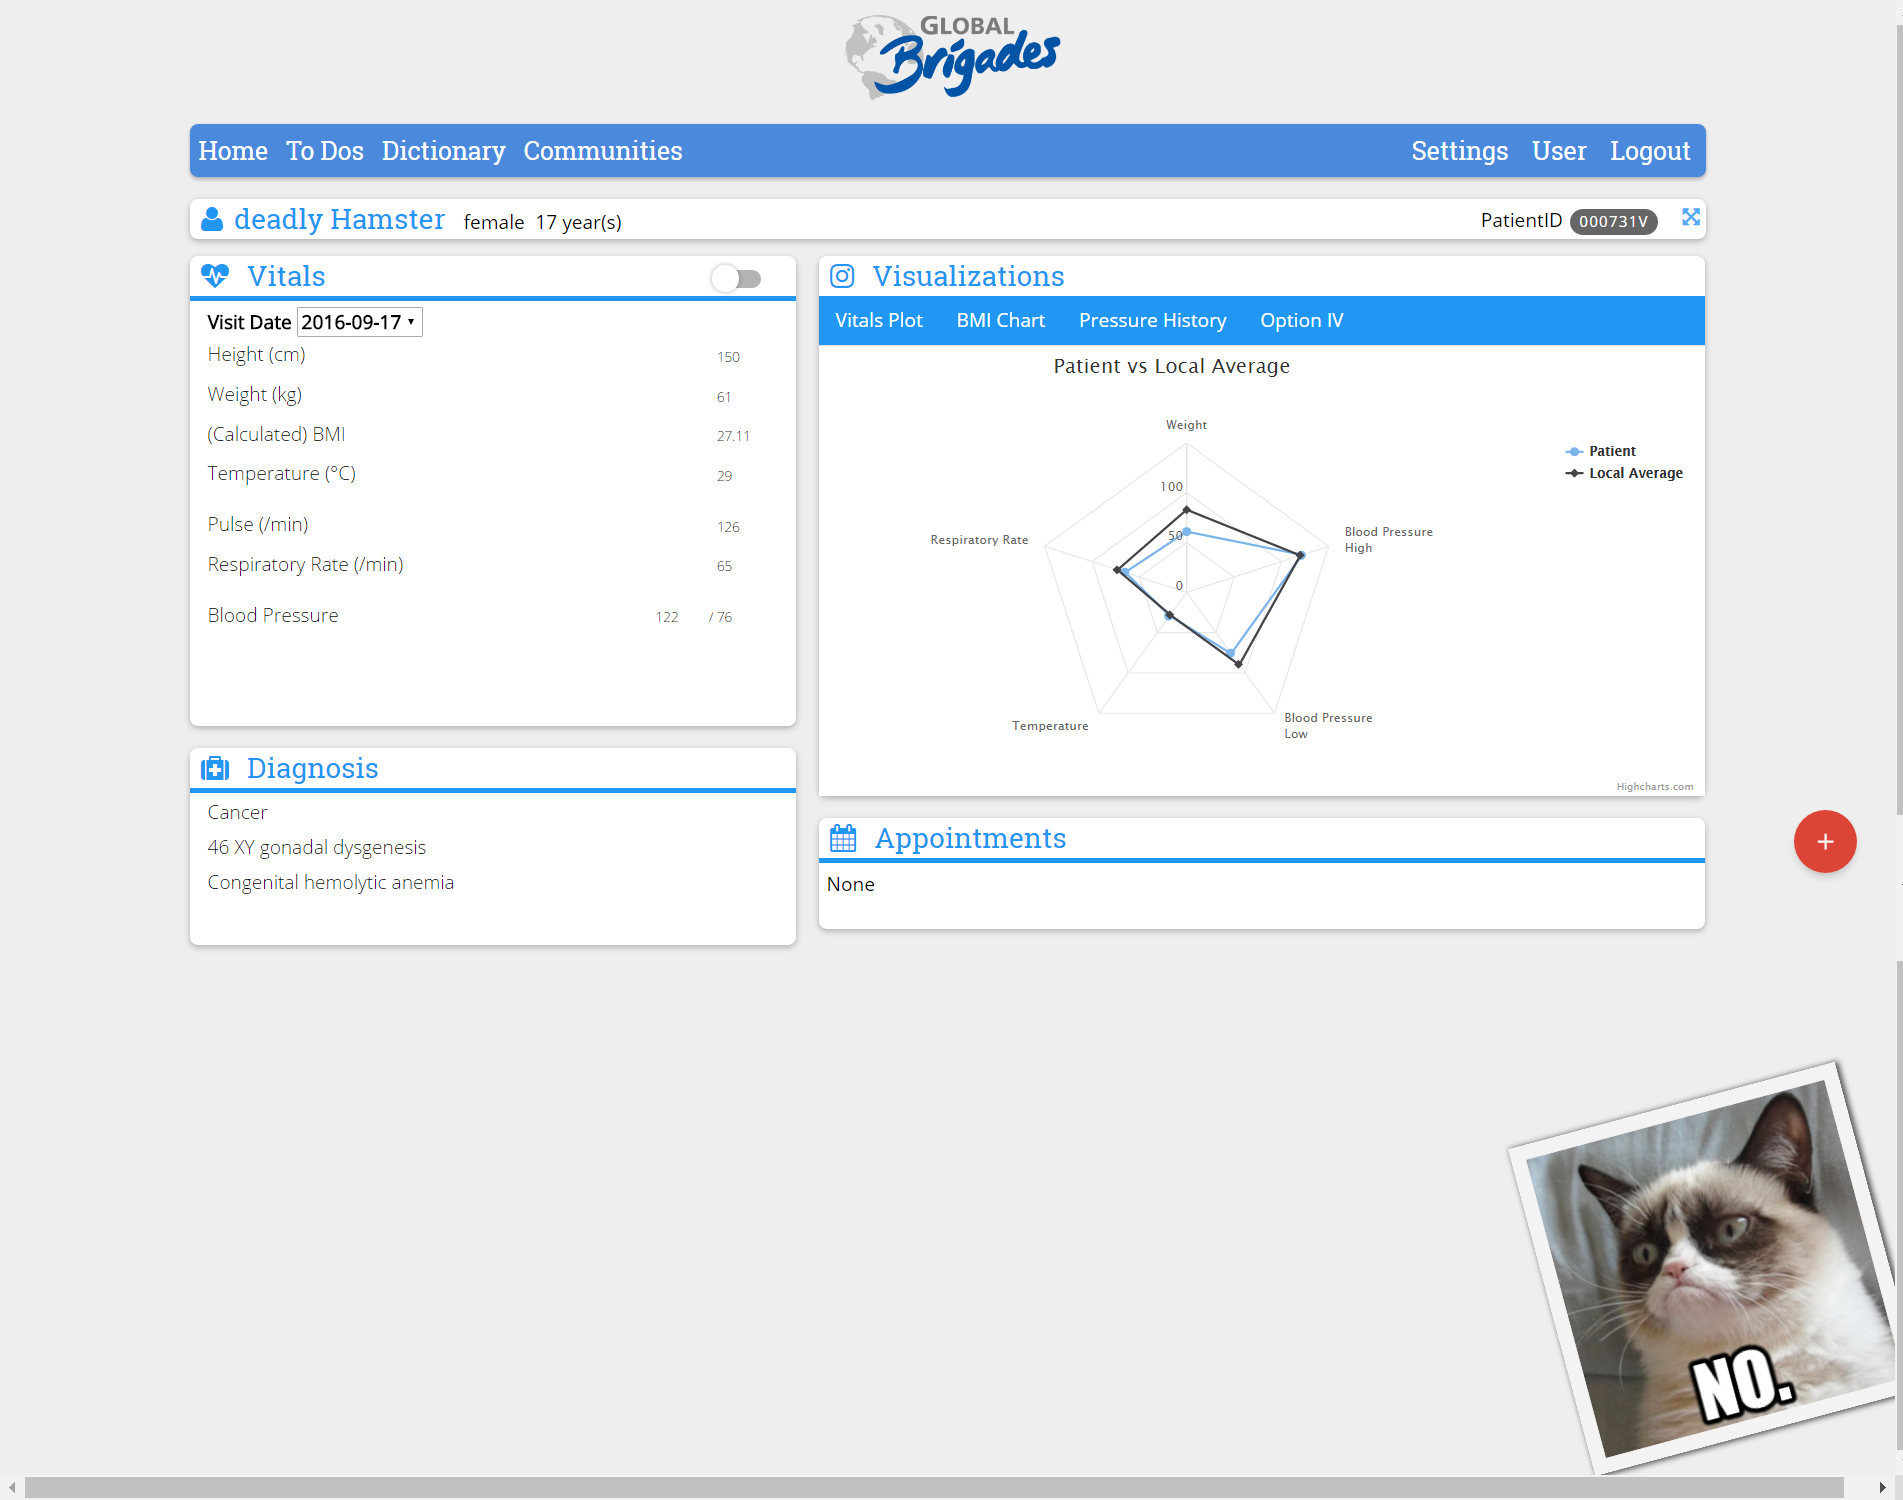 GLOBAL
Brigades
Home To Dos Dictionary Communities Settings User Logout
deadly Hamster female 17 year(s) PatientID 000731V
Vitals
Visit Date 2016-09-17
Height (cm) 150
Weight (kg) 61
(Calculated) BMI 27.11
Temperature (°C) 29
Pulse (/min) 126
Respiratory Rate (/min) 65
Blood Pressure 122 / 76
Diagnosis
Cancer
46 XY gonadal dysgenesis
Congenital hemolytic anemia
Visualizations
Vitals Plot BMI Chart Pressure History Option IV
Patient vs Local Average
Weight
100
50
0
Respiratory Rate
Blood Pressure
High
Temperature
Blood Pressure
Low
Patient
Local Average
Highcharts.com
Appointments
None
+
NO.